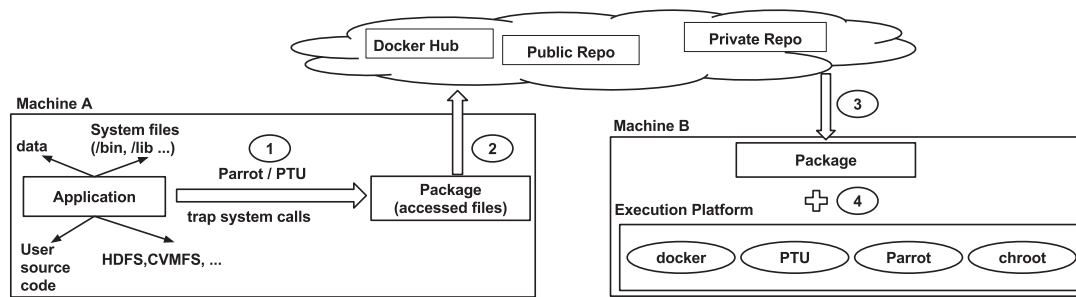 Docker Hub
Public Repo
Private Repo
Machine A
System files
(/bin, /lib ...)
data
1
2
3
Parrot / PTU
Application
trap system calls
Package
(accessed files)
User
source
code
HDFS,CVMFS, ...
Machine B
Package
4
Execution Platform
docker
PTU
Parrot
chroot